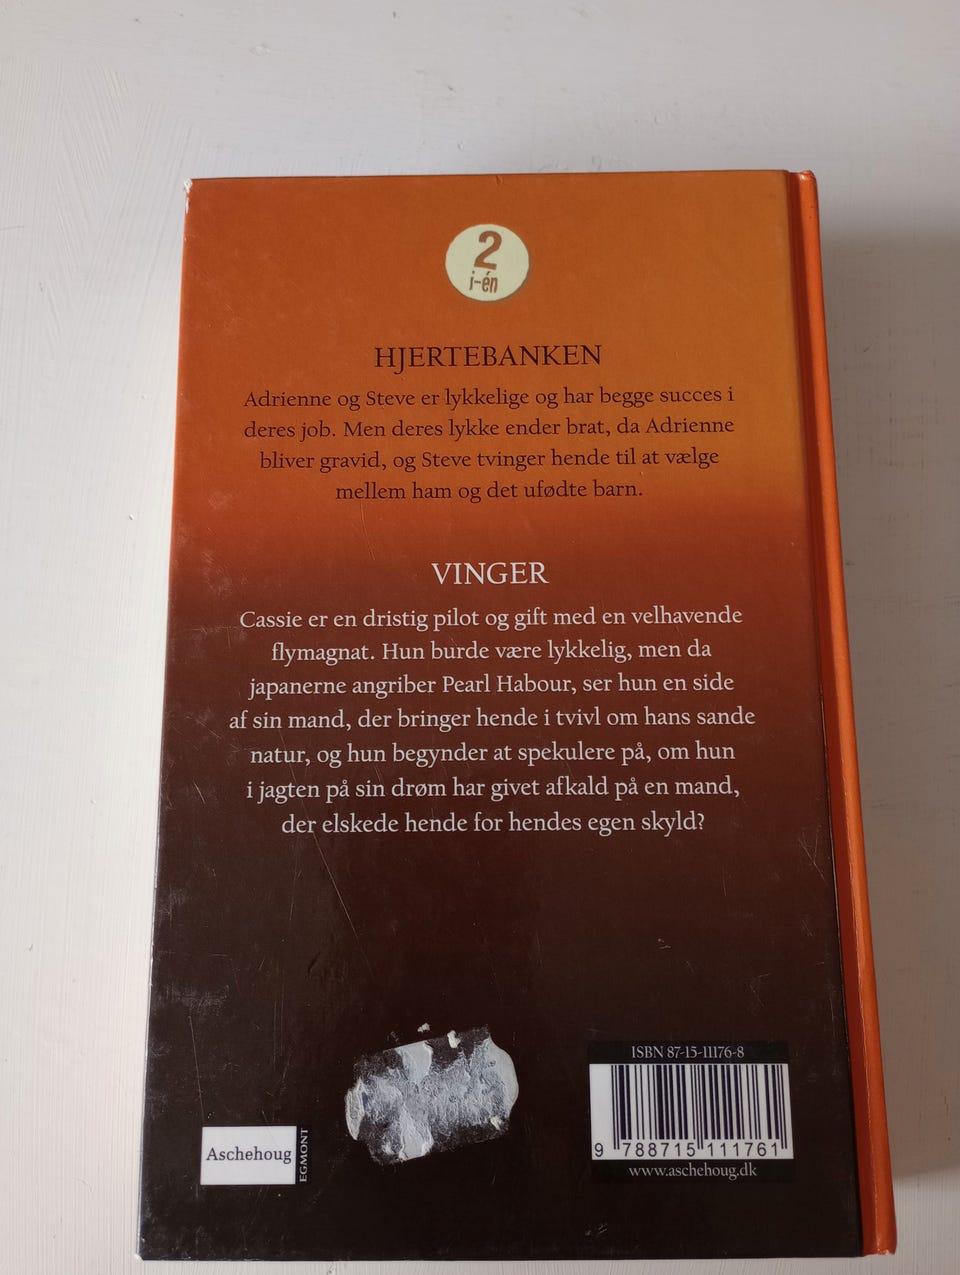 2
i-én
HJERTEBANKEN
Adrienne og Steve er lykkelige og har begge succes i
deres job. Men deres lykke ender brat, da Adrienne
bliver gravid, og Steve tvinger hende til at vælge
mellem ham og det ufødte barn.
VINGER
Cassie er en dristig pilot og gift med en velhavende
flymagnat. Hun burde være lykkelig, men da
japanerne angriber Pearl Habour, ser hun en side
af sin mand, der bringer hende i tvivl om hans sande
natur, og hun begynder at spekulere på, om hun
i jagten på sin drøm har givet afkald på en mand,
der elskede hende for hendes egen skyld?
Aschehoug
EGMONT
ISBN 87-15-11176-8
9 788715 111761
www.aschehoug.dk